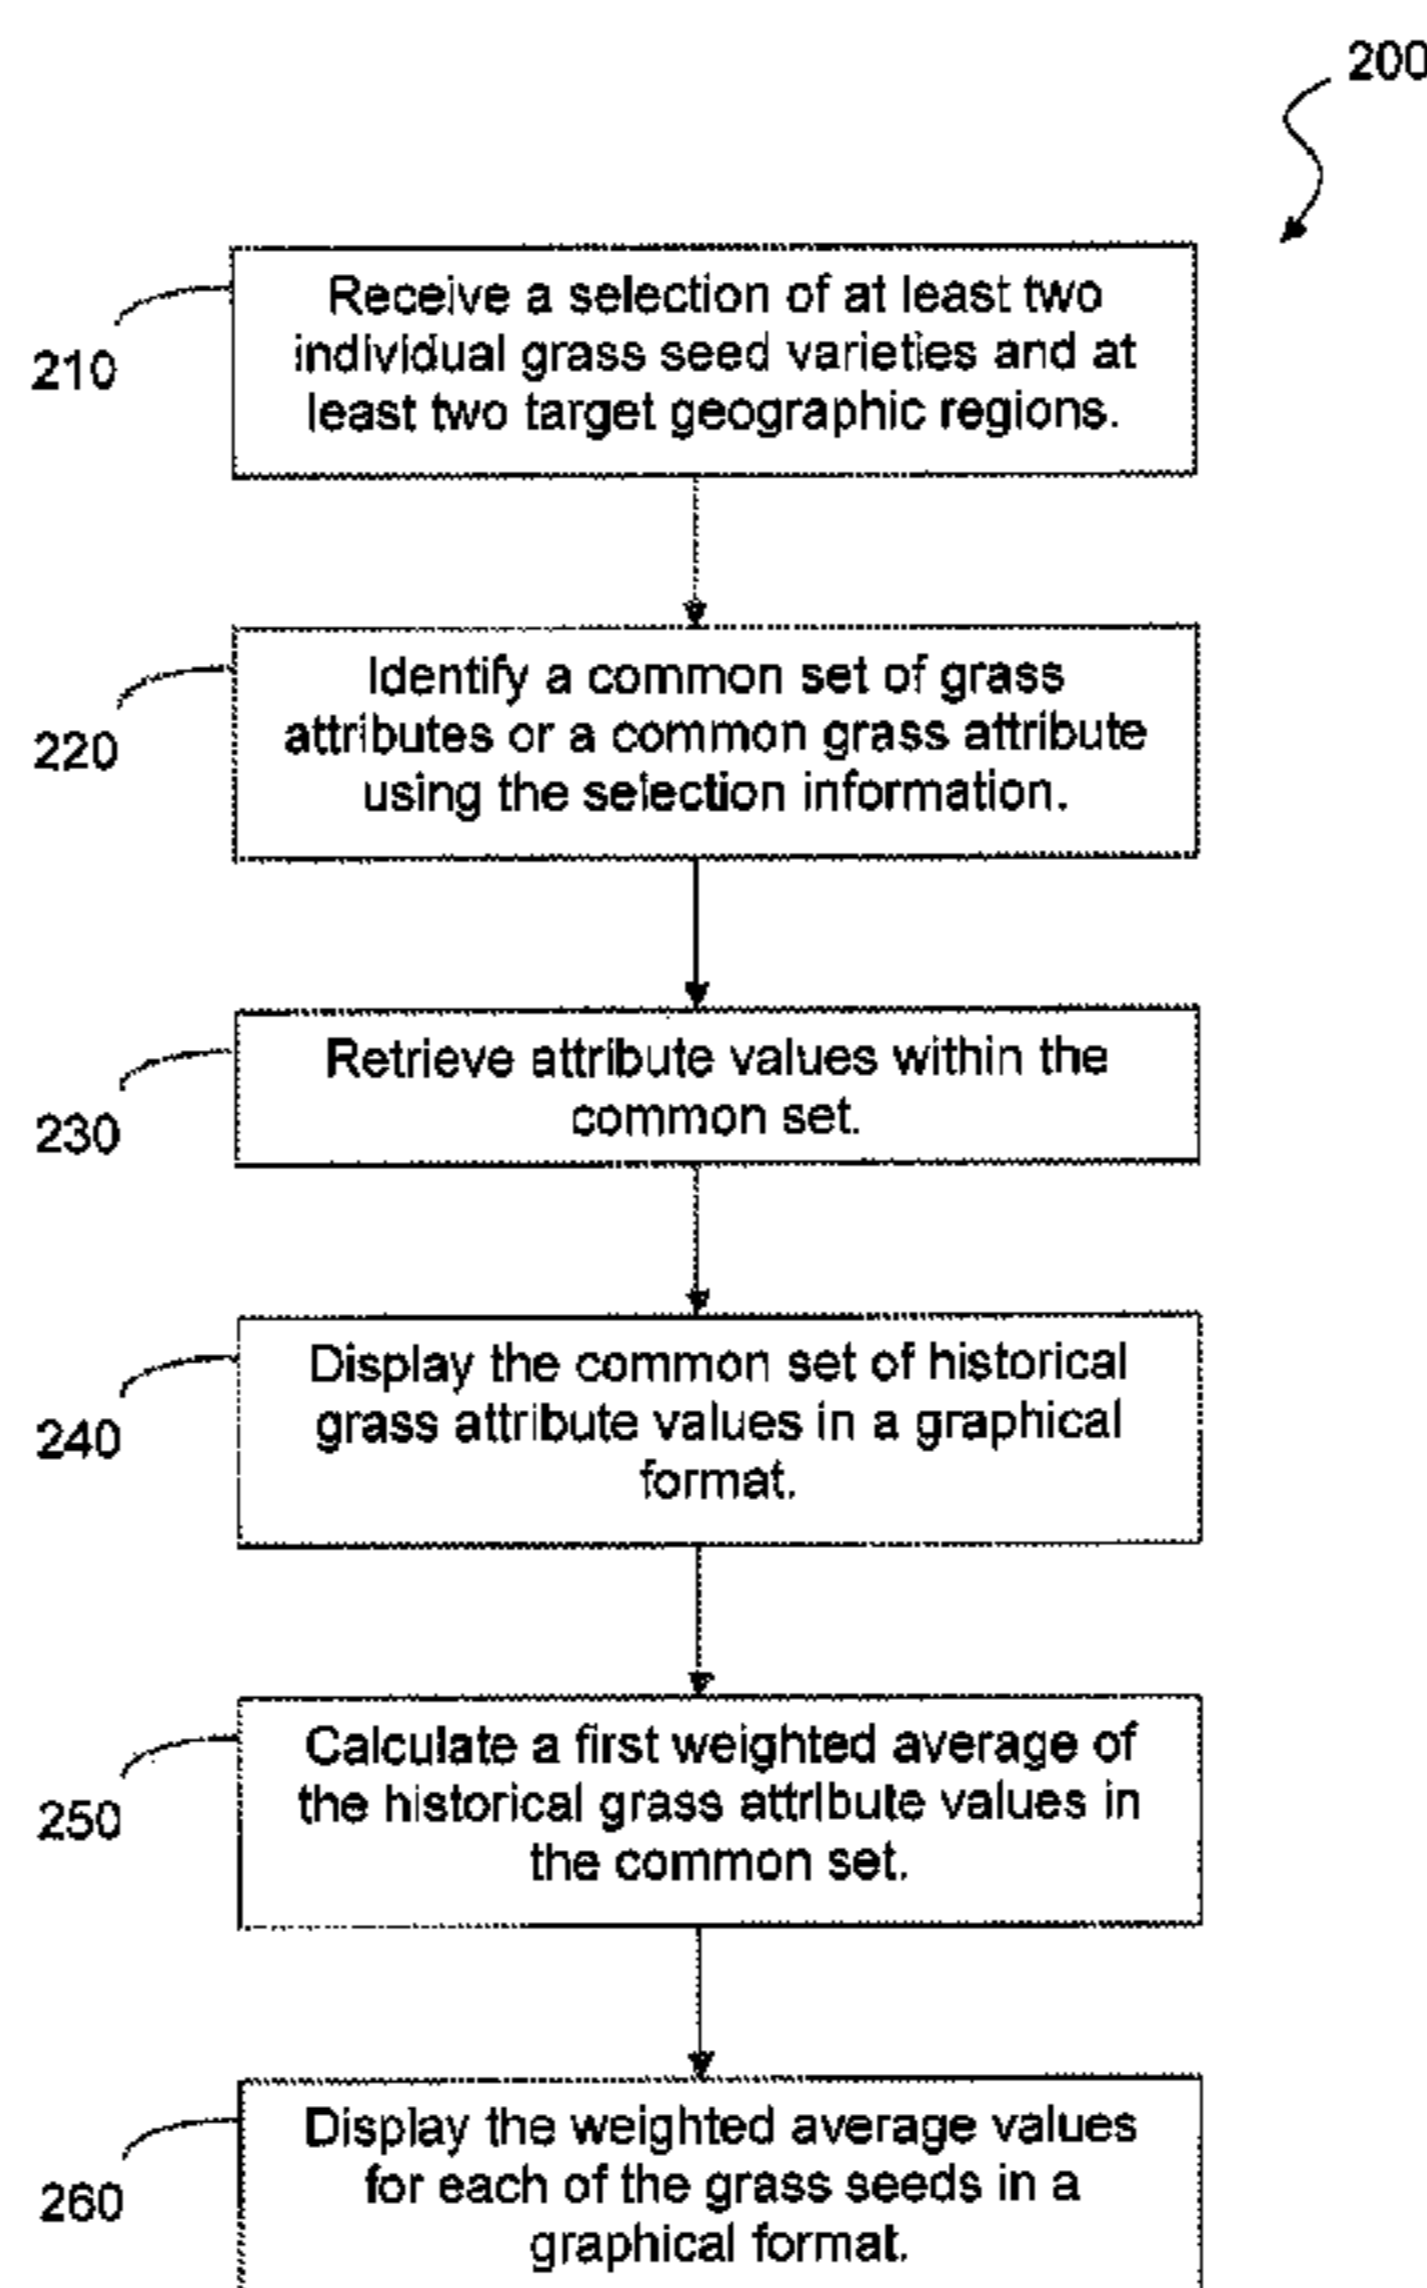 200
Receive a selection of at least two
individual grass seed varieties and at
least two target geographic regions.
210
Identify a common set of grass
attributes or a common grass attribute
using the selection information.
220
Retrieve attribute values within the
common set.
230
Display the common set of historical
grass attribute values in a graphical
format.
240
Calculate a first weighted average of
the historical grass attribute values in
the common set.
250
Display the weighted average values
for each of the grass seeds in a
graphical format.
260